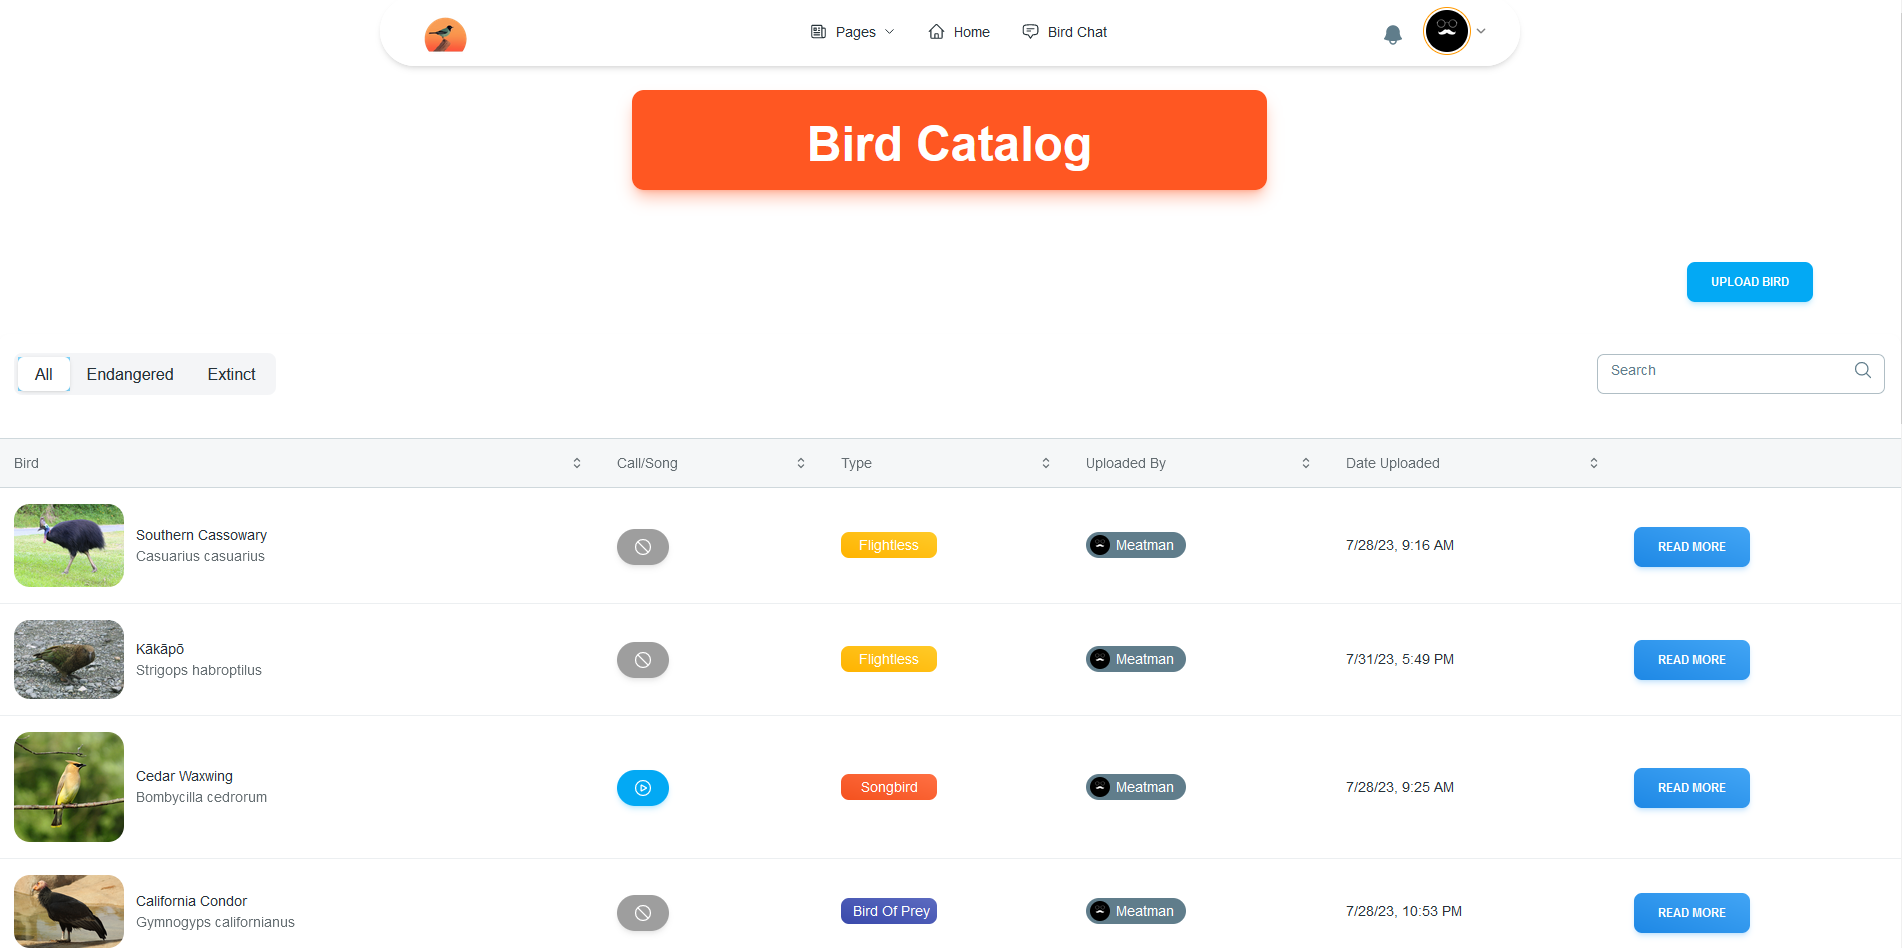 Pages
Home
Bird Chat
Bird Catalog
UPLOAD BIRD
All
Endangered
Extinct
Search
Bird
Call/Song
Type
Uploaded By
Date Uploaded
Southern Cassowary
Casuarius casuarius
Flightless
Meatman
7/28/23, 9:16 AM
READ MORE
Kākāpō
Strigops habroptilus
Flightless
Meatman
7/31/23, 5:49 PM
READ MORE
Cedar Waxwing
Bombycilla cedrorum
Songbird
Meatman
7/28/23, 9:25 AM
READ MORE
California Condor
Gymnogyps californianus
Bird Of Prey
Meatman
7/28/23, 10:53 PM
READ MORE